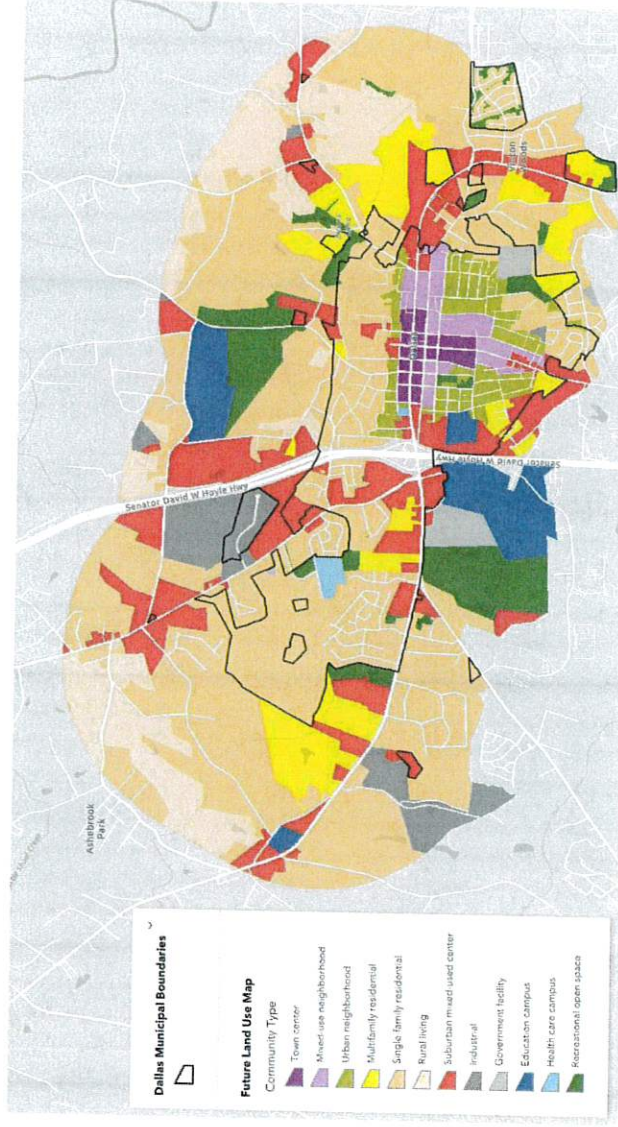 Dallas Municipal Boundaries
Future Land Use Map
Community Type
Town center
Mixed-use neighborhood
Urban neighborhood
Multifamily residential
Single family residential
Rural living
Suburban mixed used center
Industrial
Government facility
Education campus
Health care campus
Recreational open space
Ashebrook
Park
Senator David W Hoyle Hwy
Senator David W Hoyle Hwy